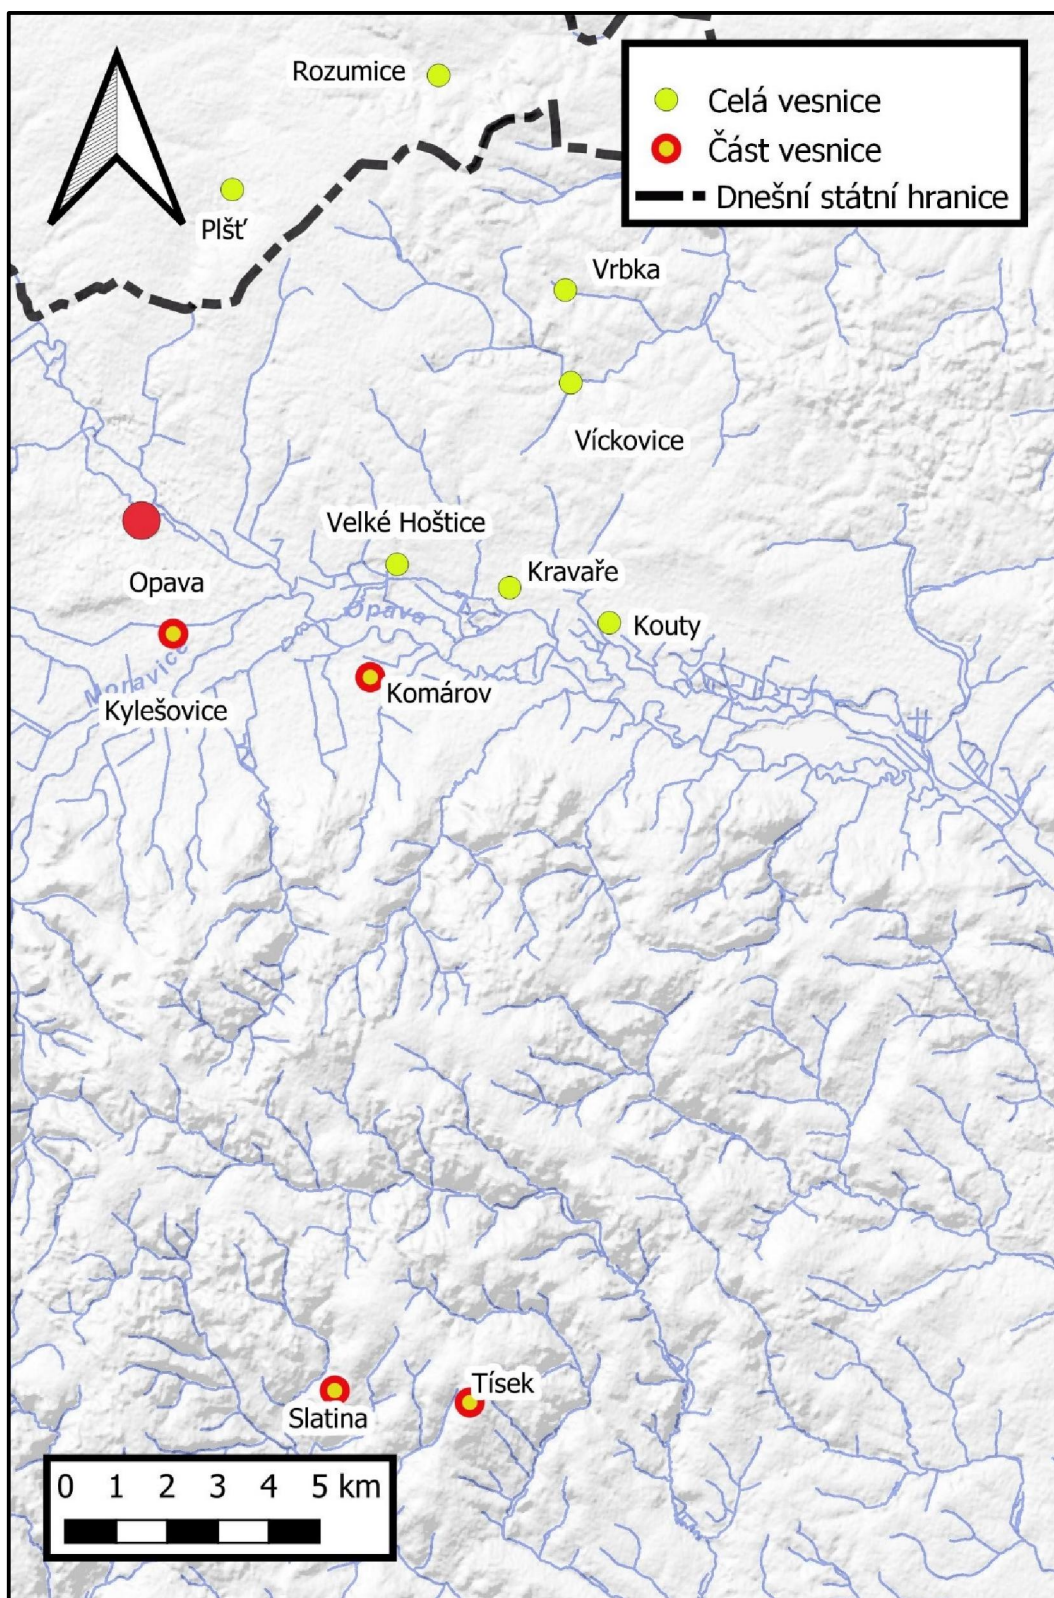 Rozumice
Celá vesnice
Část vesnice
Dnešní státní hranice
Plšť
Vrbka
Víckovice
Velké Hoštice
Kravaře
Opava
Opava
Kouty
Moravice
Komárov
Kylešovice
Tísek
Slatina
0 1 2 3 4 5 km